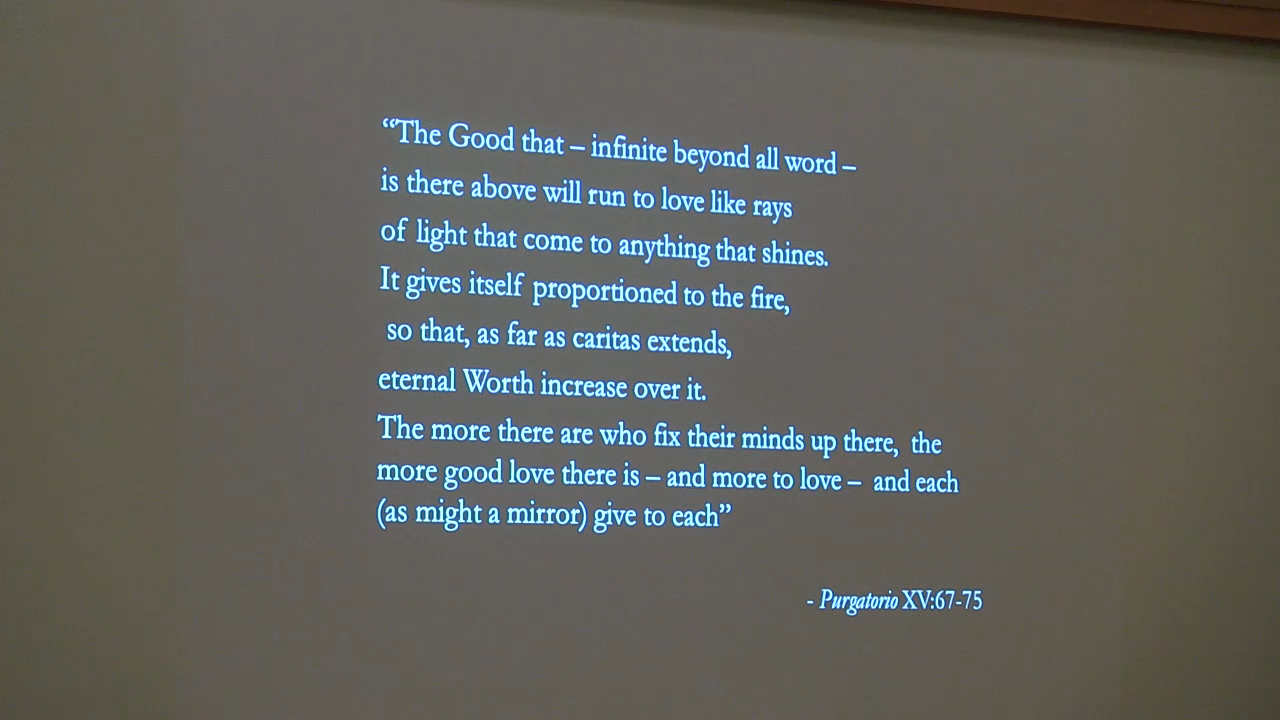 “The Good that – infinite beyond all word –
is there above will run to love like rays
of light that come to anything that shines.
It gives itself proportioned to the fire,
so that, as far as caritas extends,
eternal Worth increase over it.
The more there are who fix their minds up there, the
more good love there is – and more to love – and each
(as might a mirror) give to each”
- Purgatorio XV:67-75